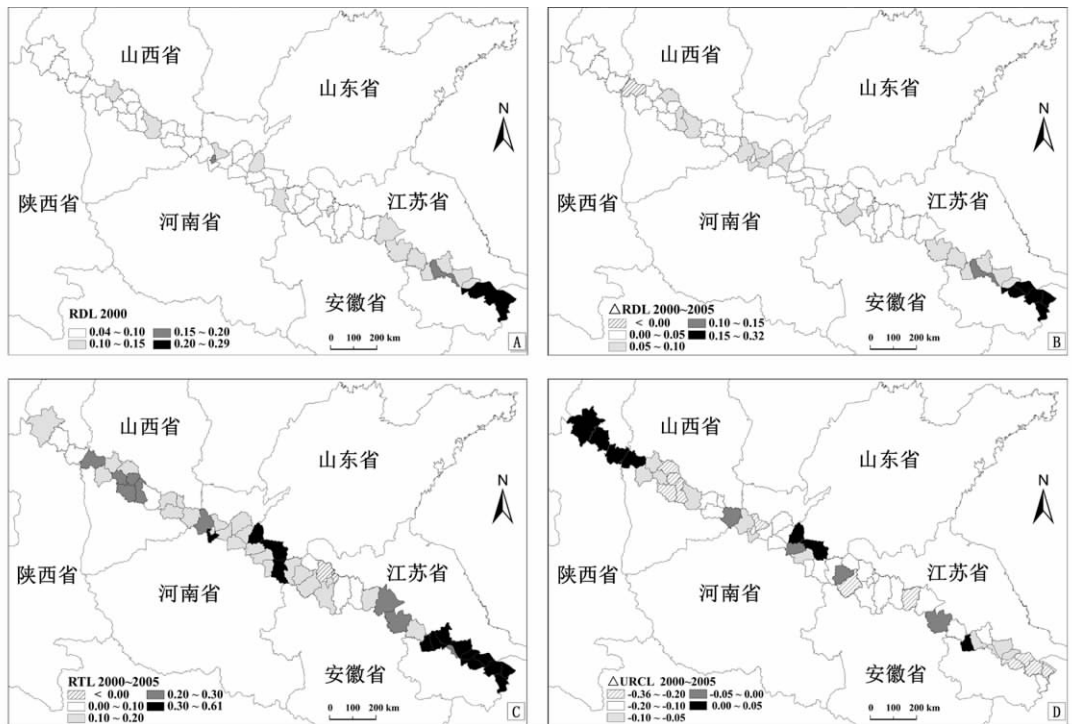 山西省
山东省
N
陕西省
河南省
江苏省
安徽省
RDL 2000
0.04 ~ 0.10
0.15 ~ 0.20
0.10 ~ 0.15
0.20 ~ 0.29
0 100 200 km
A
山西省
山东省
N
陕西省
河南省
江苏省
安徽省
△RDL 2000~2005
< 0.00
0.10 ~ 0.15
0.00 ~ 0.05
0.15 ~ 0.32
0.05 ~ 0.10
0 100 200 km
B
山西省
山东省
N
陕西省
河南省
江苏省
安徽省
RTL 2000~2005
< 0.00
0.20 ~ 0.30
0.00 ~ 0.10
0.30 ~ 0.61
0.10 ~ 0.20
0 100 200 km
C
山西省
山东省
N
陕西省
河南省
江苏省
安徽省
△URCL 2000~2005
-0.36 ~ -0.20
-0.05 ~ 0.00
-0.20 ~ -0.10
0.00 ~ 0.05
-0.10 ~ -0.05
0 100 200 km
D